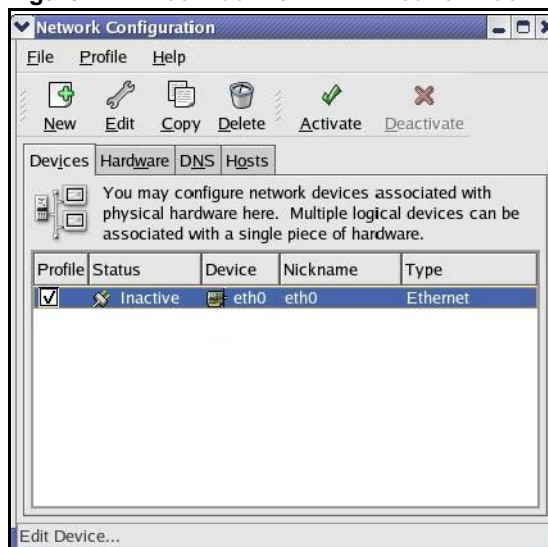 Network Configuration
File Profile Help
New Edit Copy Delete Activate Deactivate
Devices Hardware DNS Hosts
You may configure network devices associated with
physical hardware here. Multiple logical devices can be
associated with a single piece of hardware.
Profile Status Device Nickname Type
Inactive eth0 eth0 Ethernet
Edit Device...